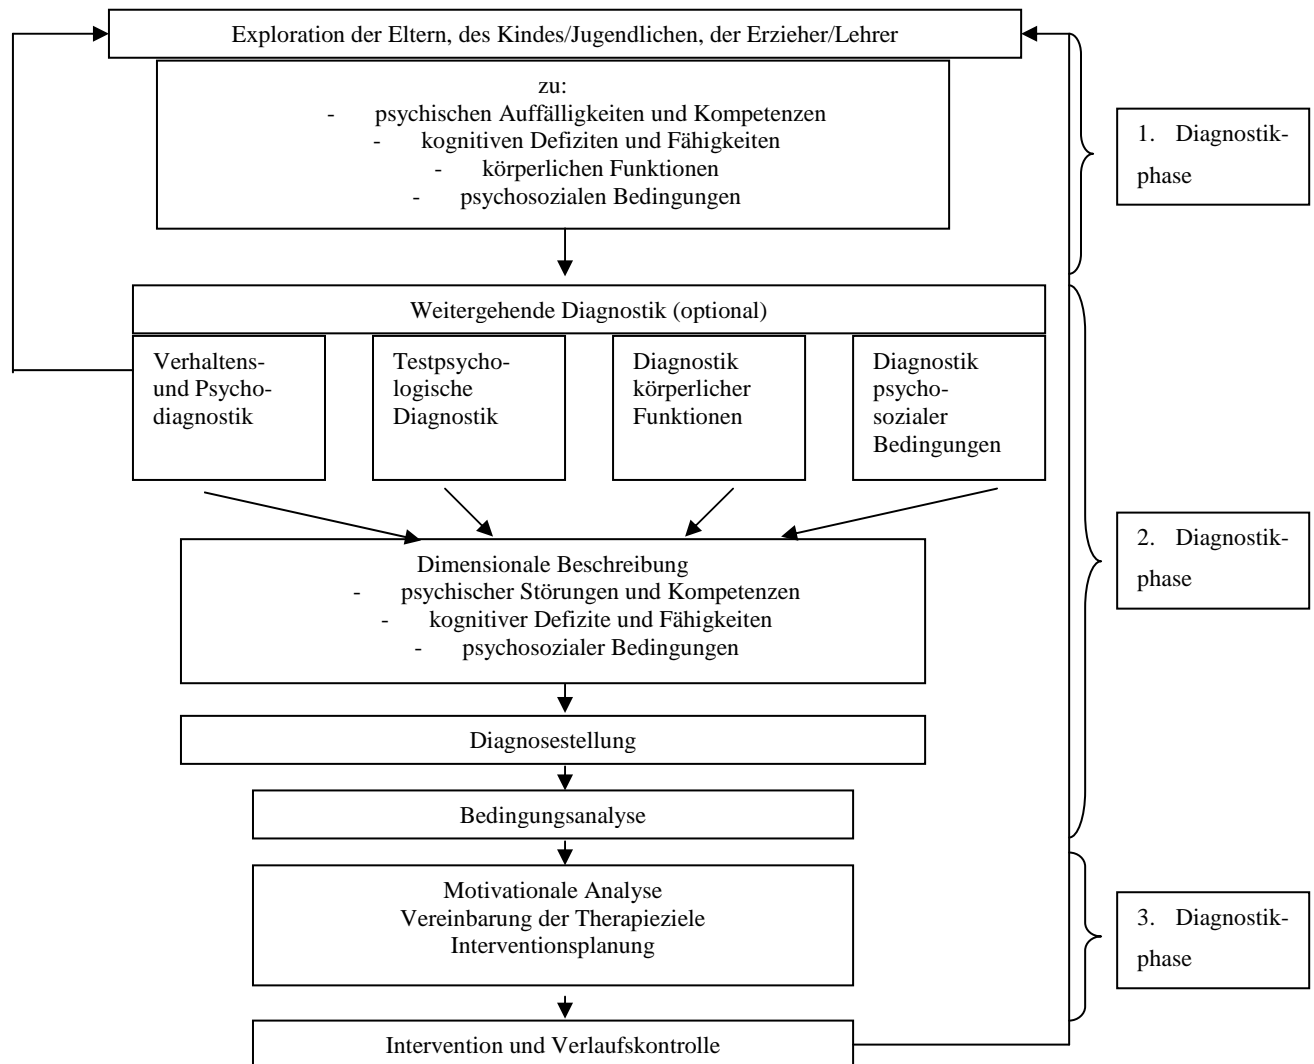 Exploration der Eltern, des Kindes/Jugendlichen, der Erzieher/Lehrer
zu:
- psychischen Auffälligkeiten und Kompetenzen
- kognitiven Defiziten und Fähigkeiten
- körperlichen Funktionen
- psychosozialen Bedingungen
1. Diagnostik-
phase
Weitergehende Diagnostik (optional)
Verhaltens-
und Psycho-
diagnostik
Testpsycho-
logische
Diagnostik
Diagnostik
körperlicher
Funktionen
Diagnostik
psycho-
sozialer
Bedingungen
Dimensionale Beschreibung
- psychischer Störungen und Kompetenzen
- kognitiver Defizite und Fähigkeiten
- psychosozialer Bedingungen
2. Diagnostik-
phase
Diagnosestellung
Bedingungsanalyse
Motivationale Analyse
Vereinbarung der Therapieziele
Interventionsplanung
3. Diagnostik-
phase
Intervention und Verlaufskontrolle